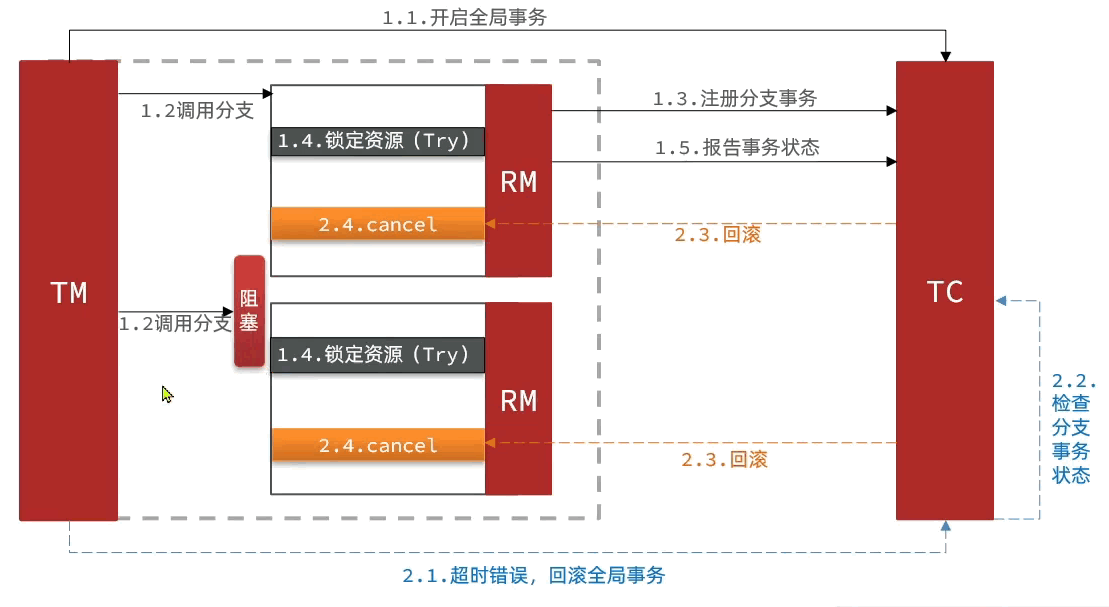 1.1.开启全局事务
1.2调用分支
1.3.注册分支事务
1.4.锁定资源（Try）
1.5.报告事务状态
RM
2.4.cancel
2.3.回滚
TM
TC
阻
塞
1.2调用分支
1.4.锁定资源（Try）
RM
2.4.cancel
2.3.回滚
2.2.
检查
分支
事务
状态
2.1.超时错误，回滚全局事务